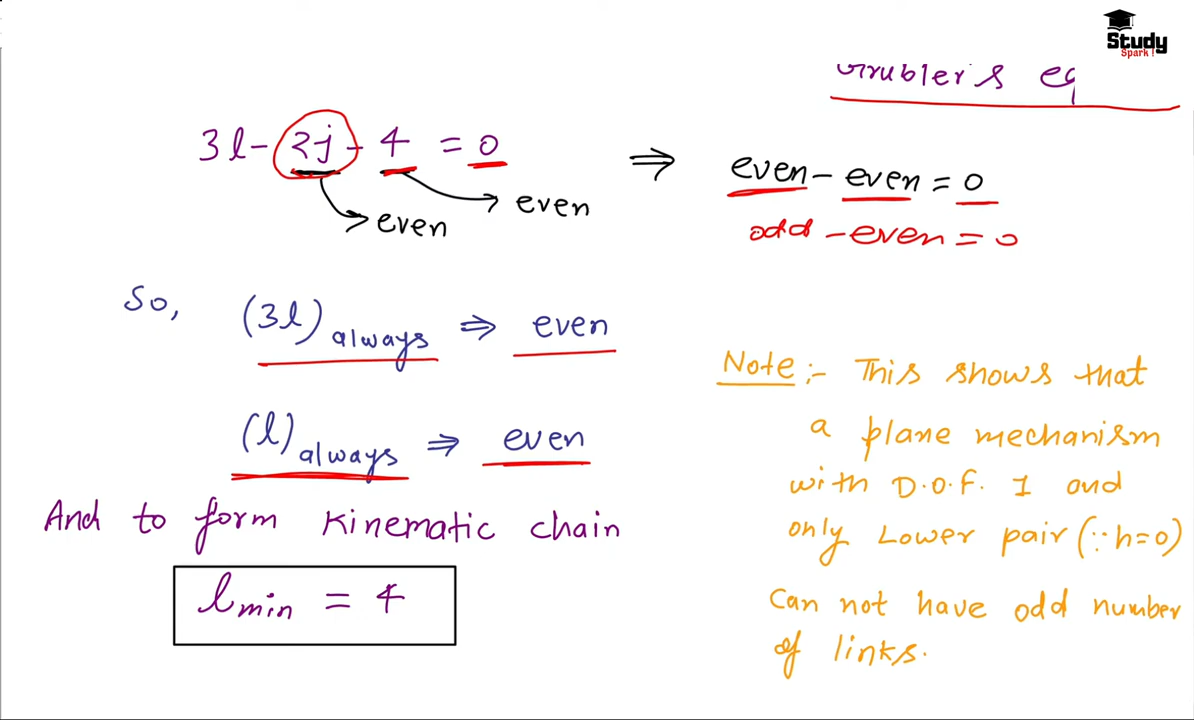 Study
Spark!
Grubler's eq
3l - 2j - 4 = 0 ⇒ even - even = 0
even
even
odd - even = 0
So, (3l) always ⇒ even
(l) always ⇒ even
And to form Kinematic chain
l min = 4
Note :- This shows that
a plane mechanism
with D.O.F. 1 and
only Lower pair (∵ h=0)
Can not have odd number
of links.